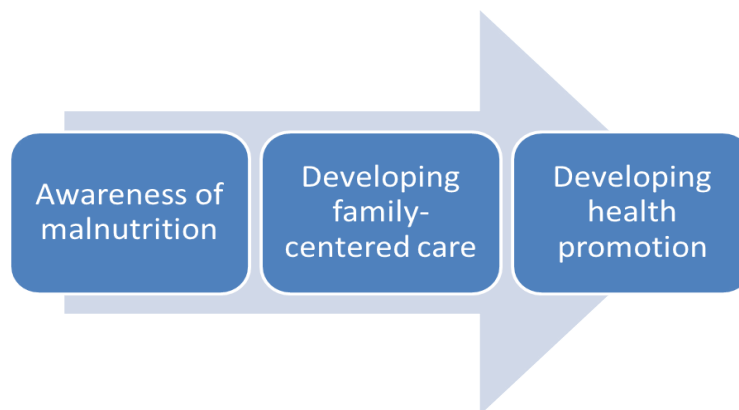 Awareness of
malnutrition
Developing
family-
centered care
Developing
health
promotion